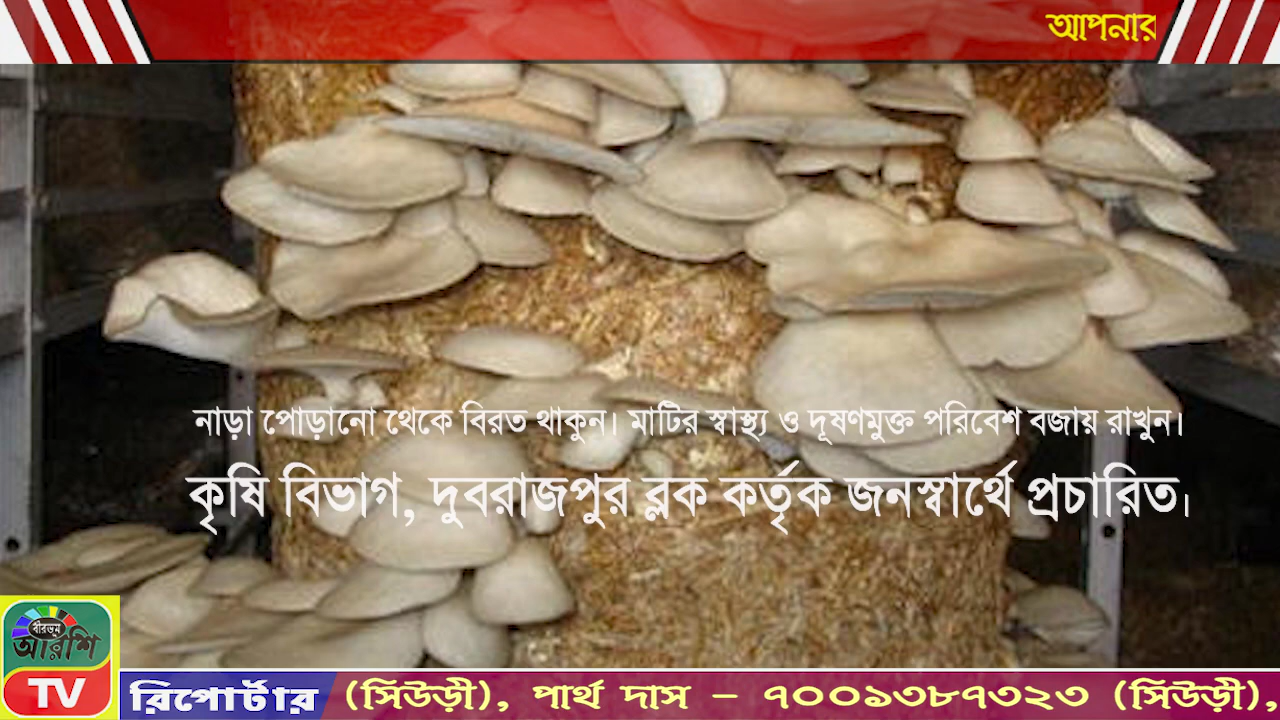 আপনার
নাড়া পোড়ানো থেকে বিরত থাকুন। মাটির স্বাস্থ্য ও দূষণমুক্ত পরিবেশ বজায় রাখুন।
কৃষি বিভাগ, দুবরাজপুর ব্লক কর্তৃক জনস্বার্থে প্রচারিত।
বীরভূম
আরশি
TV
রিপোর্টার (সিউড়ী), পার্থ দাস – ৭০০১৩৮৭৩২৩ (সিউড়ী),